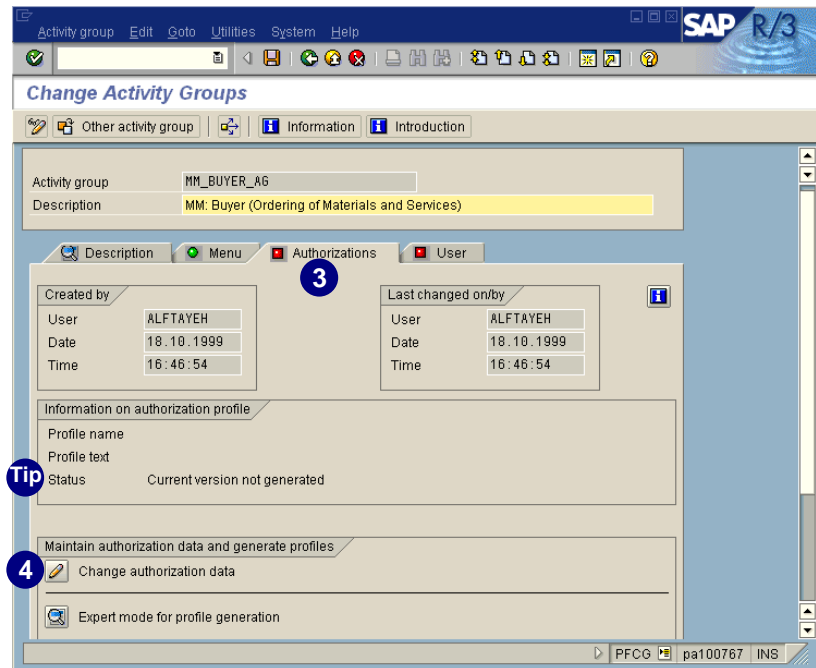 Activity group Edit Goto Utilities System Help
SAP R/3
Change Activity Groups
Other activity group Information Introduction
Activity group MM_BUYER_AG
Description MM: Buyer (Ordering of Materials and Services)
Description Menu Authorizations User
3
Created by Last changed on/by
User ALFTAYEH User ALFTAYEH
Date 18.10.1999 Date 18.10.1999
Time 16:46:54 Time 16:46:54
Information on authorization profile
Profile name
Profile text
Tip Status Current version not generated
Maintain authorization data and generate profiles
4 Change authorization data
Expert mode for profile generation
PFCG pa100767 INS